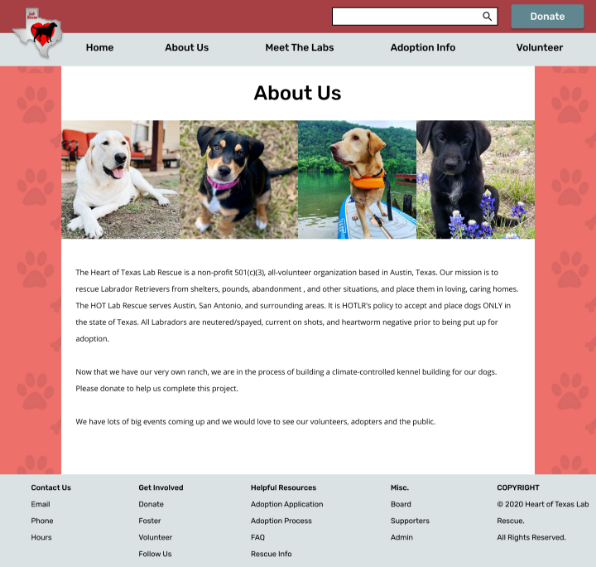 Donate
Home About Us Meet The Labs Adoption Info Volunteer
About Us
The Heart of Texas Lab Rescue is a non-profit 501(c)(3), all-volunteer organization based in Austin, Texas. Our mission is to
rescue Labrador Retrievers from shelters, pounds, abandonment , and other situations, and place them in loving, caring homes.
The HOT Lab Rescue serves Austin, San Antonio, and surrounding areas. It is HOTLR's policy to accept and place dogs ONLY in
the state of Texas. All Labradors are neutered/spayed, current on shots, and heartworm negative prior to being put up for
adoption.
Now that we have our very own ranch, we are in the process of building a climate-controlled kennel building for our dogs.
Please donate to help us complete this project.
We have lots of big events coming up and we would love to see our volunteers, adopters and the public.
Contact Us
Email
Phone
Hours
Get Involved
Donate
Foster
Volunteer
Follow Us
Helpful Resources
Adoption Application
Adoption Process
FAQ
Rescue Info
Misc.
Board
Supporters
Admin
COPYRIGHT
© 2020 Heart of Texas Lab
Rescue.
All Rights Reserved.